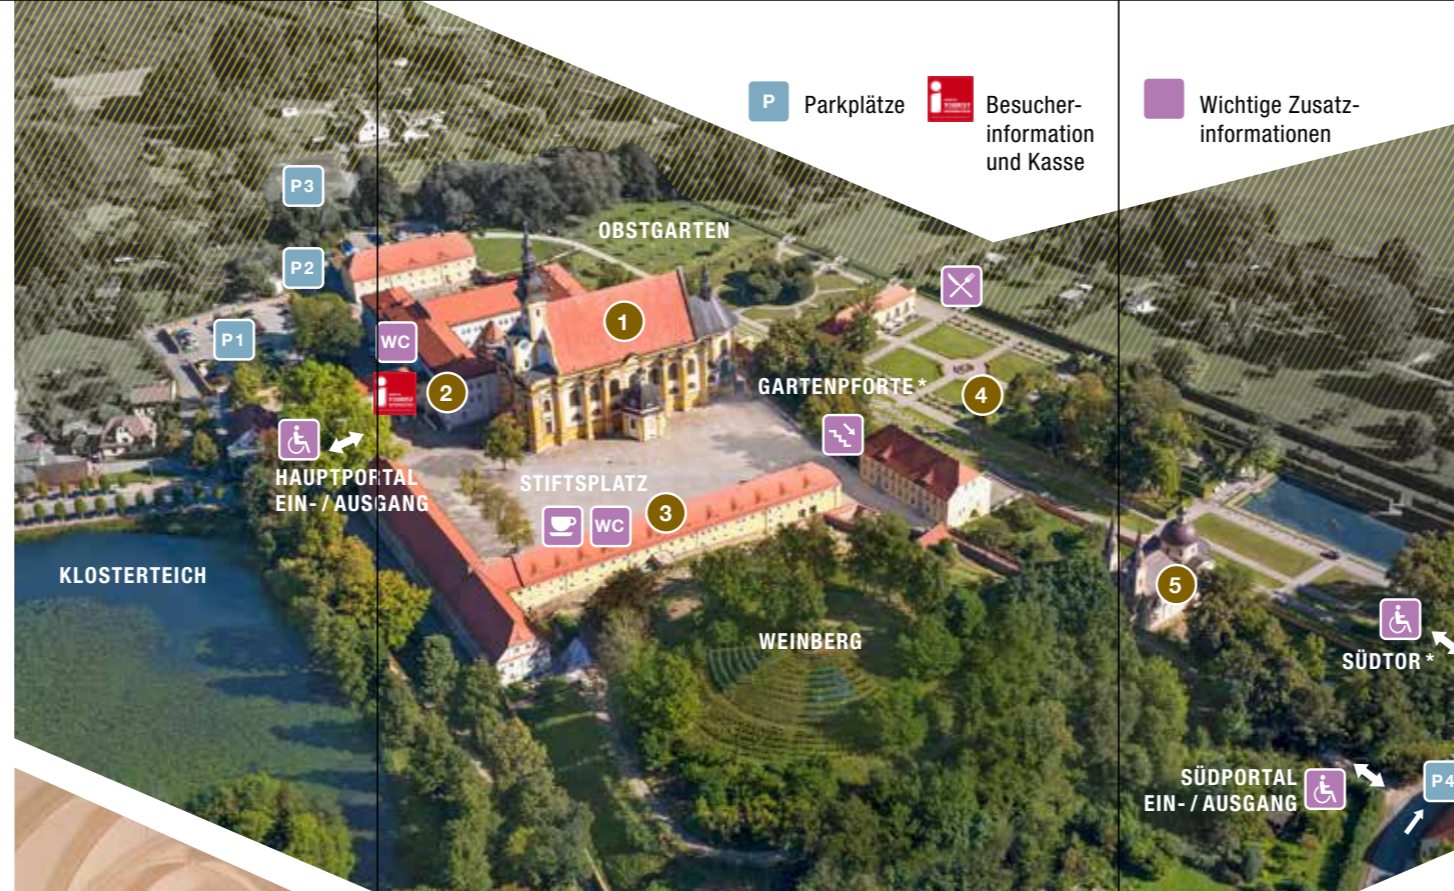 P Parkplätze
i TOURIST
Besucher-
information
und Kasse
Wichtige Zusatz-
informationen
P3
OBSTGARTEN
P2
1
P1
WC
GARTENPFORTE*
2
4
HAUPTPORTAL
EIN- / AUSGANG
STIFTSPLATZ
3
WC
KLOSTERTEICH
5
WEINBERG
SÜDTOR*
SÜDPORTAL
EIN- / AUSGANG
P4